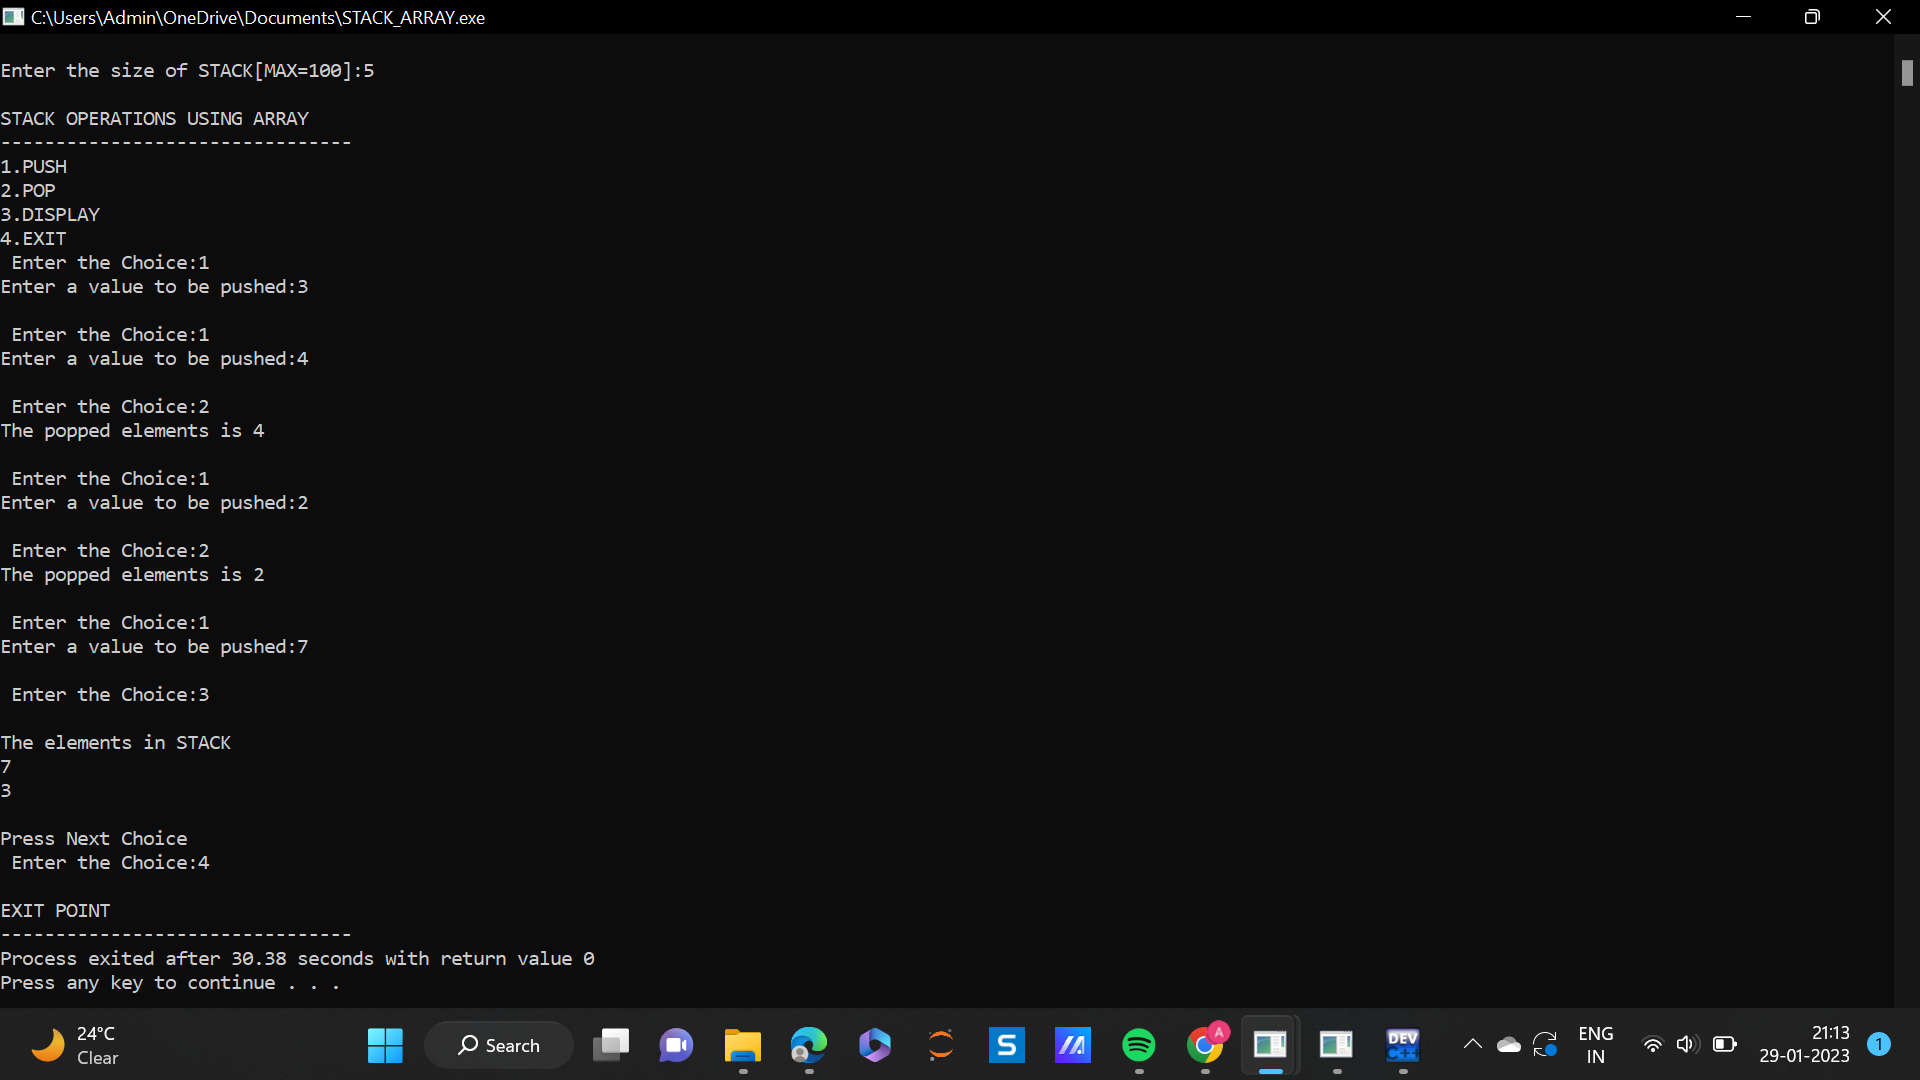 C:\Users\Admin\OneDrive\Documents\STACK_ARRAY.exe
Enter the size of STACK[MAX=100]:5
STACK OPERATIONS USING ARRAY
--------------------------------
1.PUSH
2.POP
3.DISPLAY
4.EXIT
Enter the Choice:1
Enter a value to be pushed:3
Enter the Choice:1
Enter a value to be pushed:4
Enter the Choice:2
The popped elements is 4
Enter the Choice:1
Enter a value to be pushed:2
Enter the Choice:2
The popped elements is 2
Enter the Choice:1
Enter a value to be pushed:7
Enter the Choice:3
The elements in STACK
7
3
Press Next Choice
Enter the Choice:4
EXIT POINT
--------------------------------
Process exited after 30.38 seconds with return value 0
Press any key to continue . . .
24°C
Clear
Search
S
A
DEV
C++
ENG
IN
21:13
29-01-2023
1